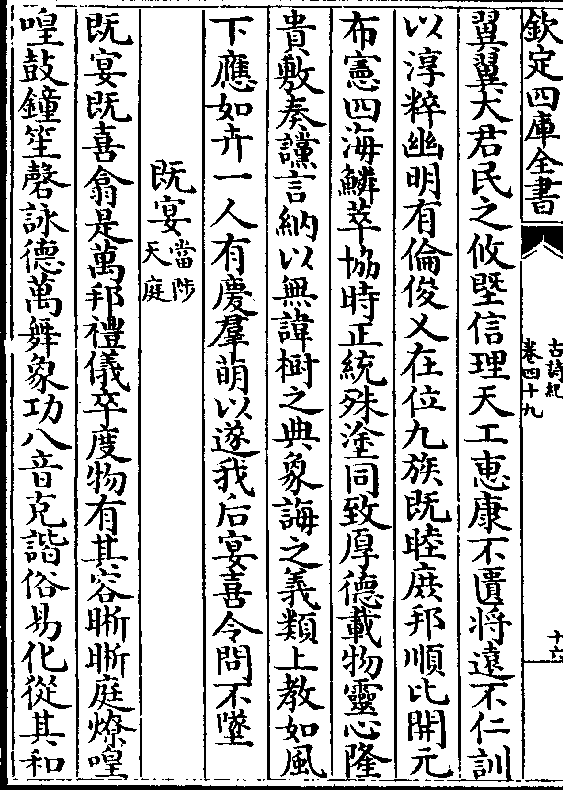 欽定四庫全書
古詩紀
卷四十九
十六
翼翼大君民之攸塈信理天工惠康不匱將遠不仁訓
以淳粹幽明有倫俊乂在位九族既睦庶邦順比開元
布憲四海鱗萃協時正統殊塗同致厚德載物靈心隆
貴敷奏讜言納以無諱樹之典象誨之義類上教如風
下應如卉一人有慶羣萌以遂我后宴喜令問不墜
既宴當陟天庭
既宴既喜翕是萬邦禮儀卒度物有其容晰晰庭燎喤
喤鼓鐘笙磬詠德萬舞象功八音克諧俗易化從其和